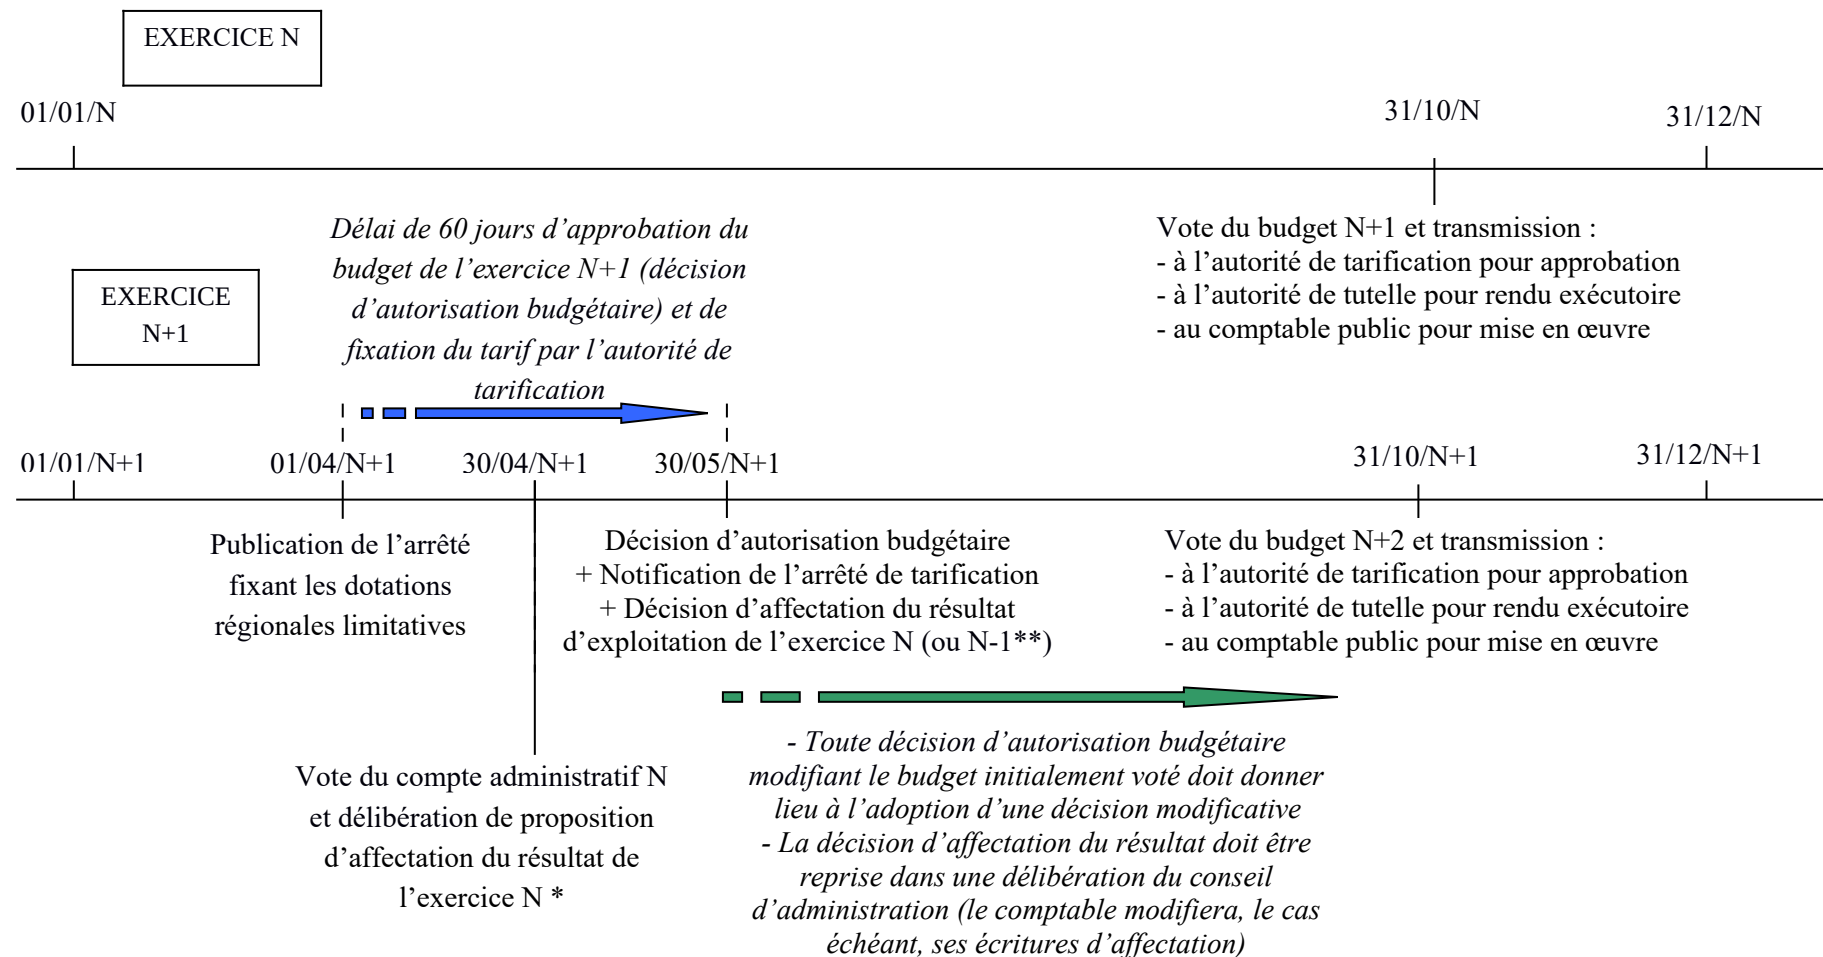 EXERCICE N
01/01/N
31/10/N
31/12/N
Délai de 60 jours d’approbation du
budget de l’exercice N+1 (décision
d’autorisation budgétaire) et de
fixation du tarif par l’autorité de
tarification
Vote du budget N+1 et transmission :
- à l’autorité de tarification pour approbation
- à l’autorité de tutelle pour rendu exécutoire
- au comptable public pour mise en œuvre
EXERCICE
N+1
01/01/N+1
01/04/N+1
30/04/N+1
30/05/N+1
31/10/N+1
31/12/N+1
Publication de l’arrêté
fixant les dotations
régionales limitatives
Décision d’autorisation budgétaire
+ Notification de l’arrêté de tarification
+ Décision d’affectation du résultat
d’exploitation de l’exercice N (ou N-1**)
Vote du budget N+2 et transmission :
- à l’autorité de tarification pour approbation
- à l’autorité de tutelle pour rendu exécutoire
- au comptable public pour mise en œuvre
Vote du compte administratif N
et délibération de proposition
d’affectation du résultat de
l’exercice N *
- Toute décision d’autorisation budgétaire
modifiant le budget initialement voté doit donner
lieu à l’adoption d’une décision modificative
- La décision d’affectation du résultat doit être
reprise dans une délibération du conseil
d’administration (le comptable modifiera, le cas
échéant, ses écritures d’affectation)